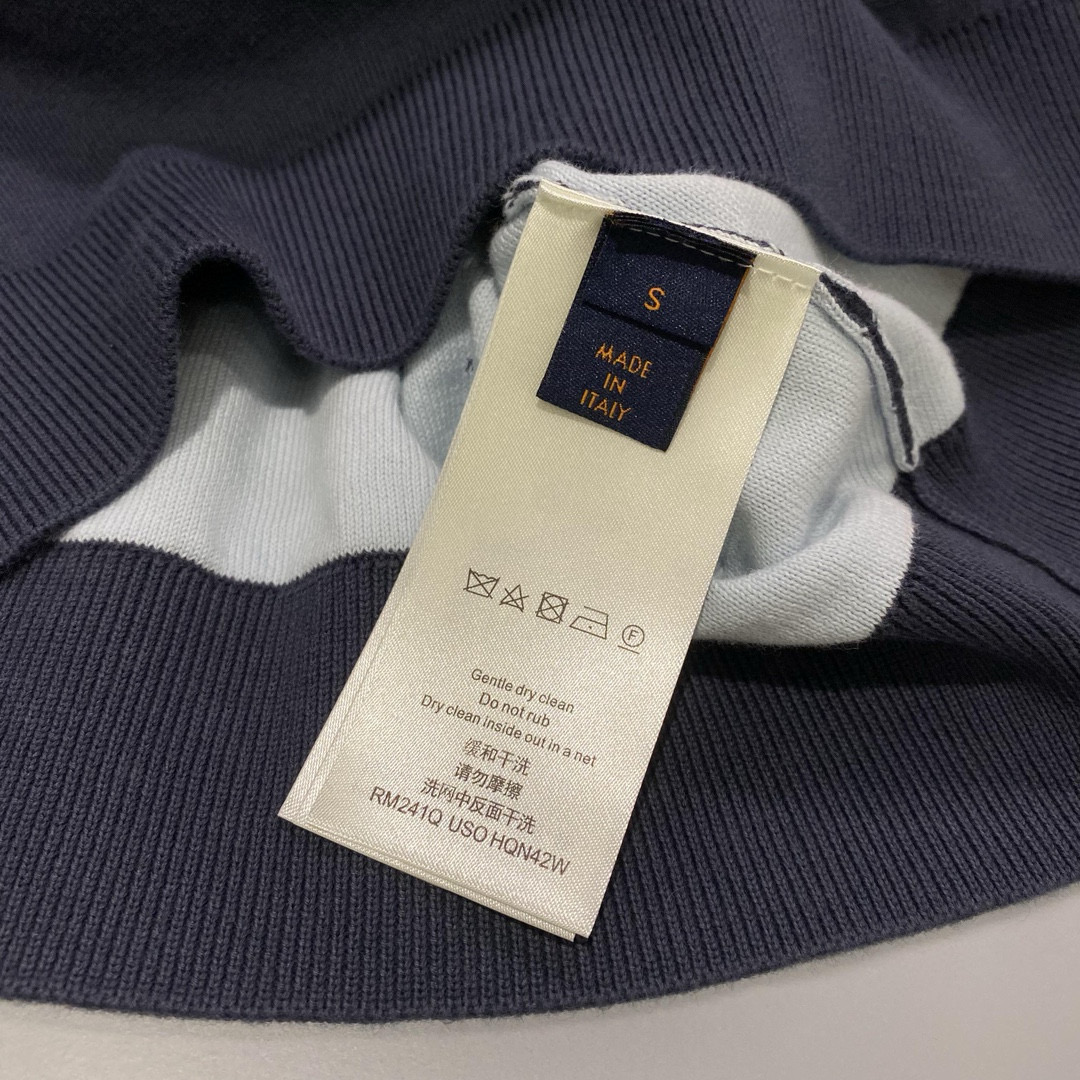 S
MADE
IN
ITALY
F
Gentle dry clean
Do not rub
Dry clean inside out in a net
缓和干洗
请勿摩擦
洗网中反面干洗
RM241Q USO HQN42W